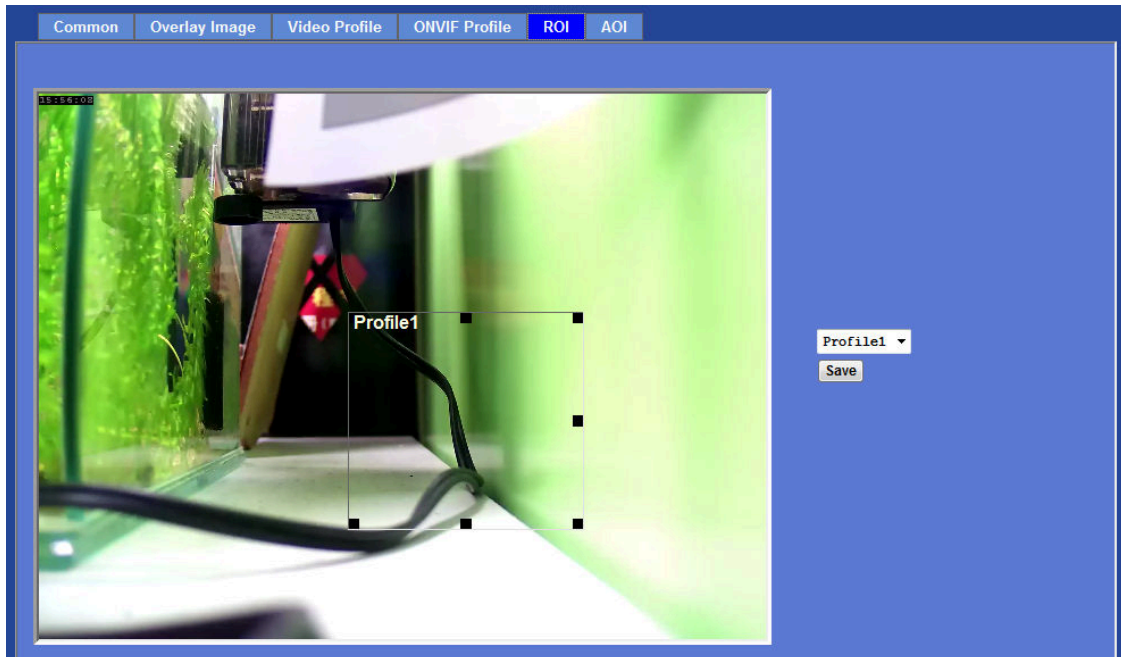 Common Overlay Image Video Profile ONVIF Profile ROI AOI
15:56:08
Profile1
Profile1
Save